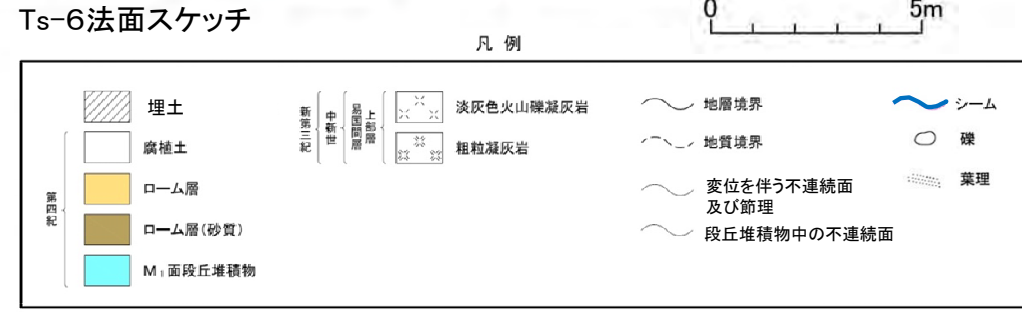 Ts-6法面スケッチ
0 5m
凡 例
第四紀
埋土
腐植土
ローム層
ローム層(砂質)
M₁面段丘堆積物
新第三紀
中新世
易国間層
上部層
淡灰色火山礫凝灰岩
粗粒凝灰岩
地層境界
地質境界
変位を伴う不連続面
及び節理
段丘堆積物中の不連続面
シーム
礫
葉理